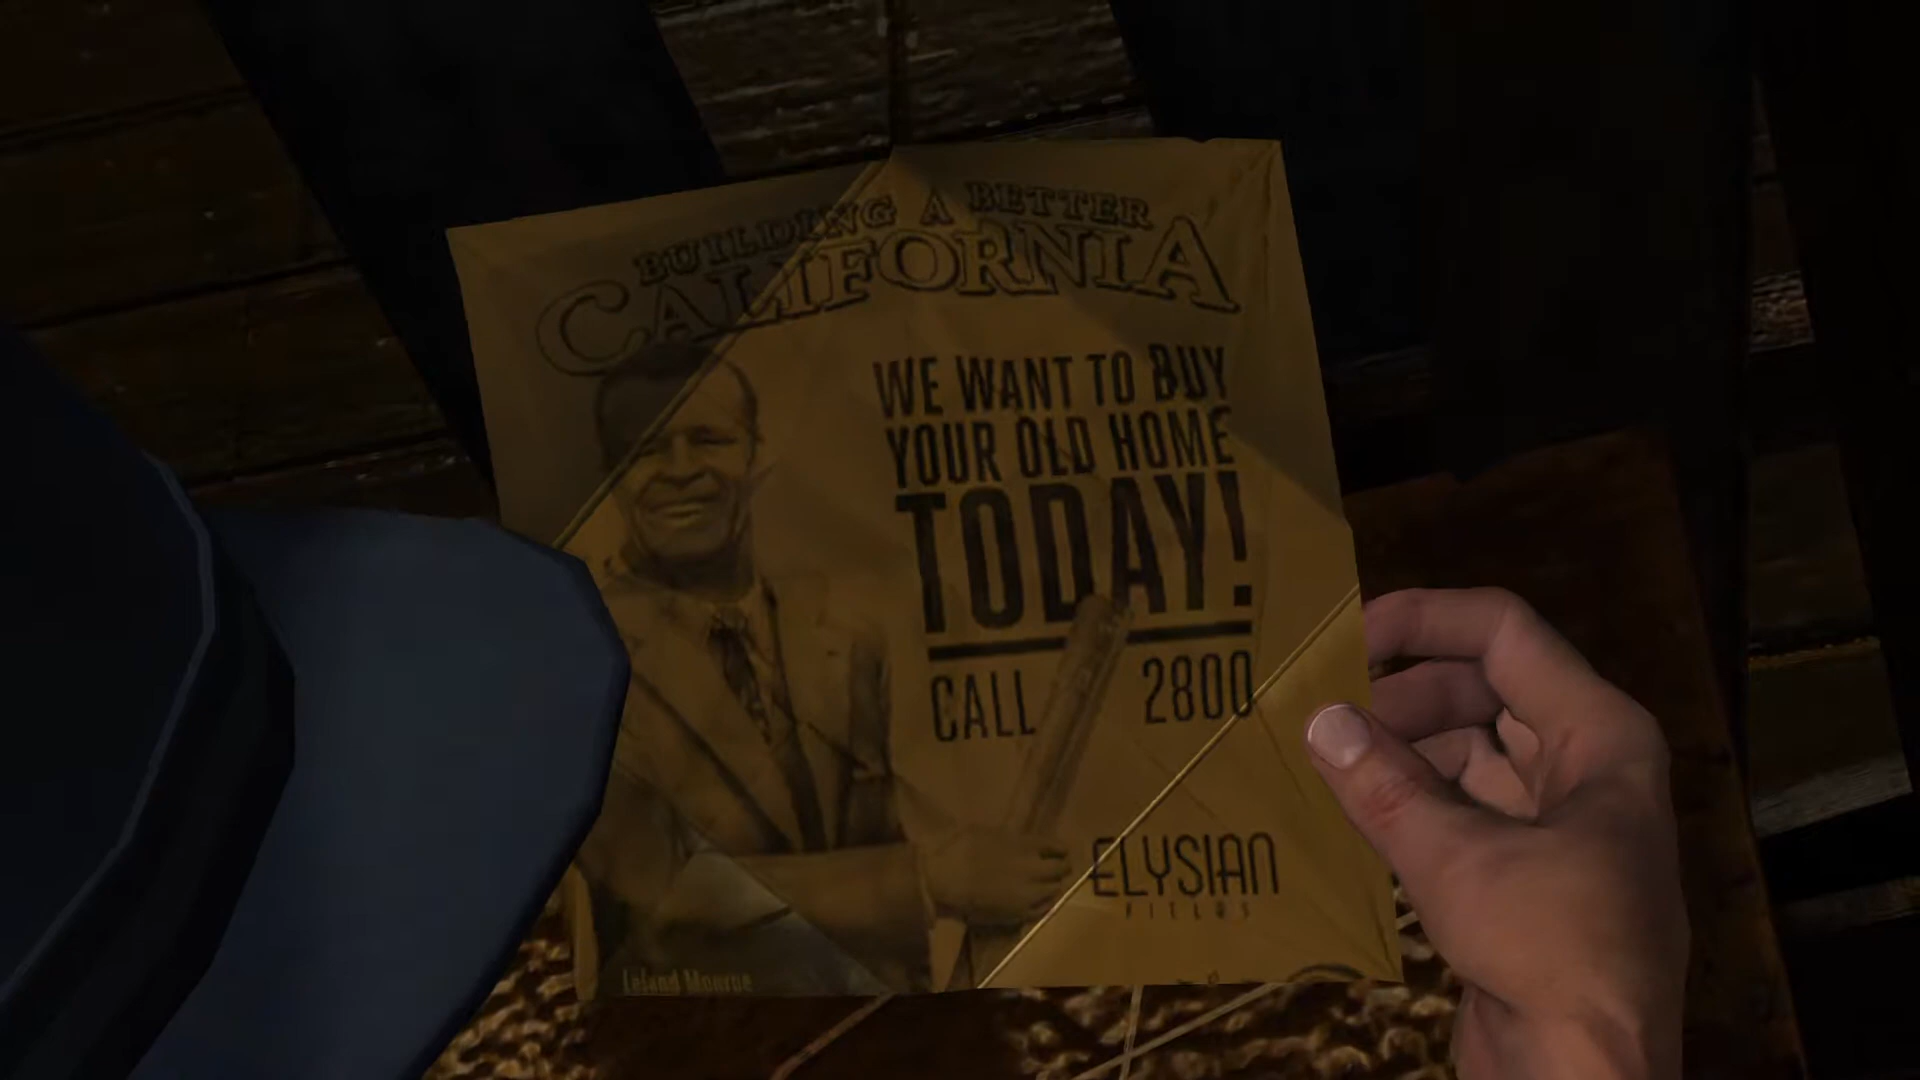 BUILDING A BETTER
CALIFORNIA
WE WANT TO BUY
YOUR OLD HOME
TODAY!
CALL 2800
ELYSIAN
FIELDS
Leland Monroe